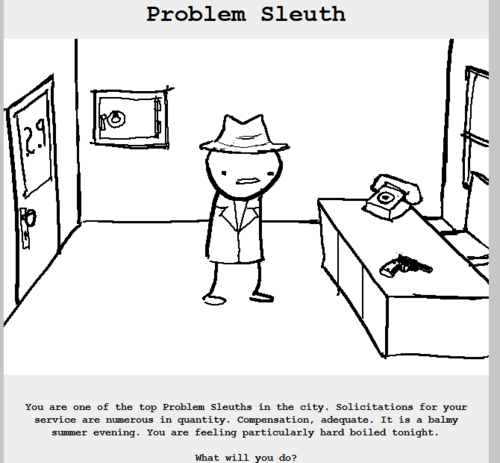 Problem Sleuth
29
You are one of the top Problem Sleuths in the city. Solicitations for your
service are numerous in quantity. Compensation, adequate. It is a balmy
summer evening. You are feeling particularly hard boiled tonight.
What will you do?